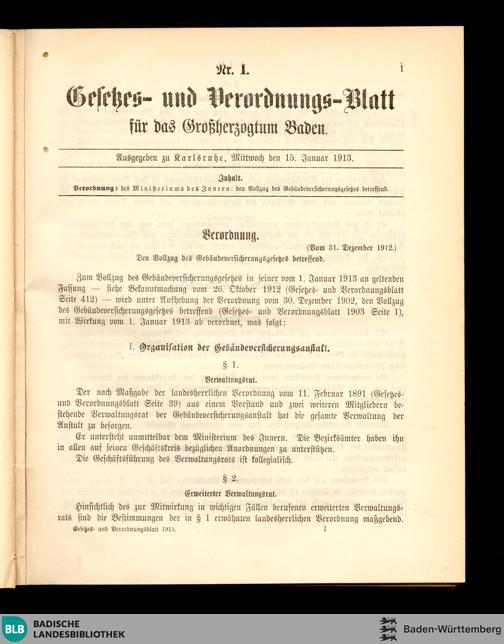 Nr. I.
1
Gesetzes- und Verordnungs-Blatt
für das Großherzogtum Baden.
Ausgegeben zu Karlsruhe, Mittwoch den 15. Januar 1913.
Inhalt.
Verordnung: des Ministeriums des Innern: den Vollzug des Gebäudeversicherungsgesetzes betreffend.
Verordnung.
(Vom 31. Dezember 1912.)
Den Vollzug des Gebäudeversicherungsgesetzes betreffend.
Zum Vollzug des Gebäudeversicherungsgesetzes in seiner vom 1. Januar 1913 an geltenden
Fassung — siehe Bekanntmachung vom 26. Oktober 1912 (Gesetzes- und Verordnungsblatt
Seite 412) — wird unter Aufhebung der Verordnung vom 30. Dezember 1902, den Vollzug
des Gebäudeversicherungsgesetzes betreffend (Gesetzes- und Verordnungsblatt 1903 Seite 1),
mit Wirkung vom 1. Januar 1913 ab verordnet, was folgt:
I. Organisation der Gebäudeversicherungsanstalt.
§ 1.
Verwaltungsrat.
Der nach Maßgabe der landesherrlichen Verordnung vom 11. Februar 1891 (Gesetzes-
und Verordnungsblatt Seite 39) aus einem Vorstand und zwei weiteren Mitgliedern be-
stehende Verwaltungsrat der Gebäudeversicherungsanstalt hat die gesamte Verwaltung der
Anstalt zu besorgen.
Er untersteht unmittelbar dem Ministerium des Innern. Die Bezirksämter haben ihn
in allen auf seinen Geschäftskreis bezüglichen Anordnungen zu unterstützen.
Die Geschäftsführung des Verwaltungsrats ist kollegialisch.
§ 2.
Erweiterter Verwaltungsrat.
Hinsichtlich des zur Mitwirkung in wichtigen Fällen berufenen erweiterten Verwaltungs-
rats sind die Bestimmungen der in § 1 erwähnten landesherrlichen Verordnung maßgebend.
Gesetzes- und Verordnungsblatt 1913.
1
BLB
BADISCHE
LANDESBIBLIOTHEK
Baden-Württemberg